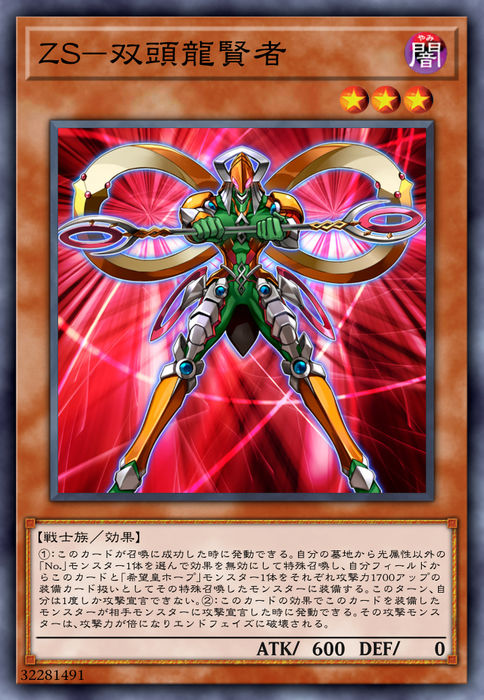 ZS－双頭龍賢者
やみ
闇
【戦士族／効果】
①：このカードが召喚に成功した時に発動できる。自分の墓地から光属性以外の
「No.」モンスター1体を選んで効果を無効にして特殊召喚し、自分フィールドか
らこのカードと「希望皇ホープ」モンスター1体をそれぞれ攻撃力1700アップの
装備カード扱いとしてその特殊召喚したモンスターに装備する。このターン、自
分は1度しか攻撃宣言できない。②：このカードの効果でこのカードを装備した
モンスターが相手モンスターに攻撃宣言した時に発動できる。その攻撃モンス
ターは、攻撃力が倍になりエンドフェイズに破壊される。
ATK/ 600 DEF/ 0
32281491